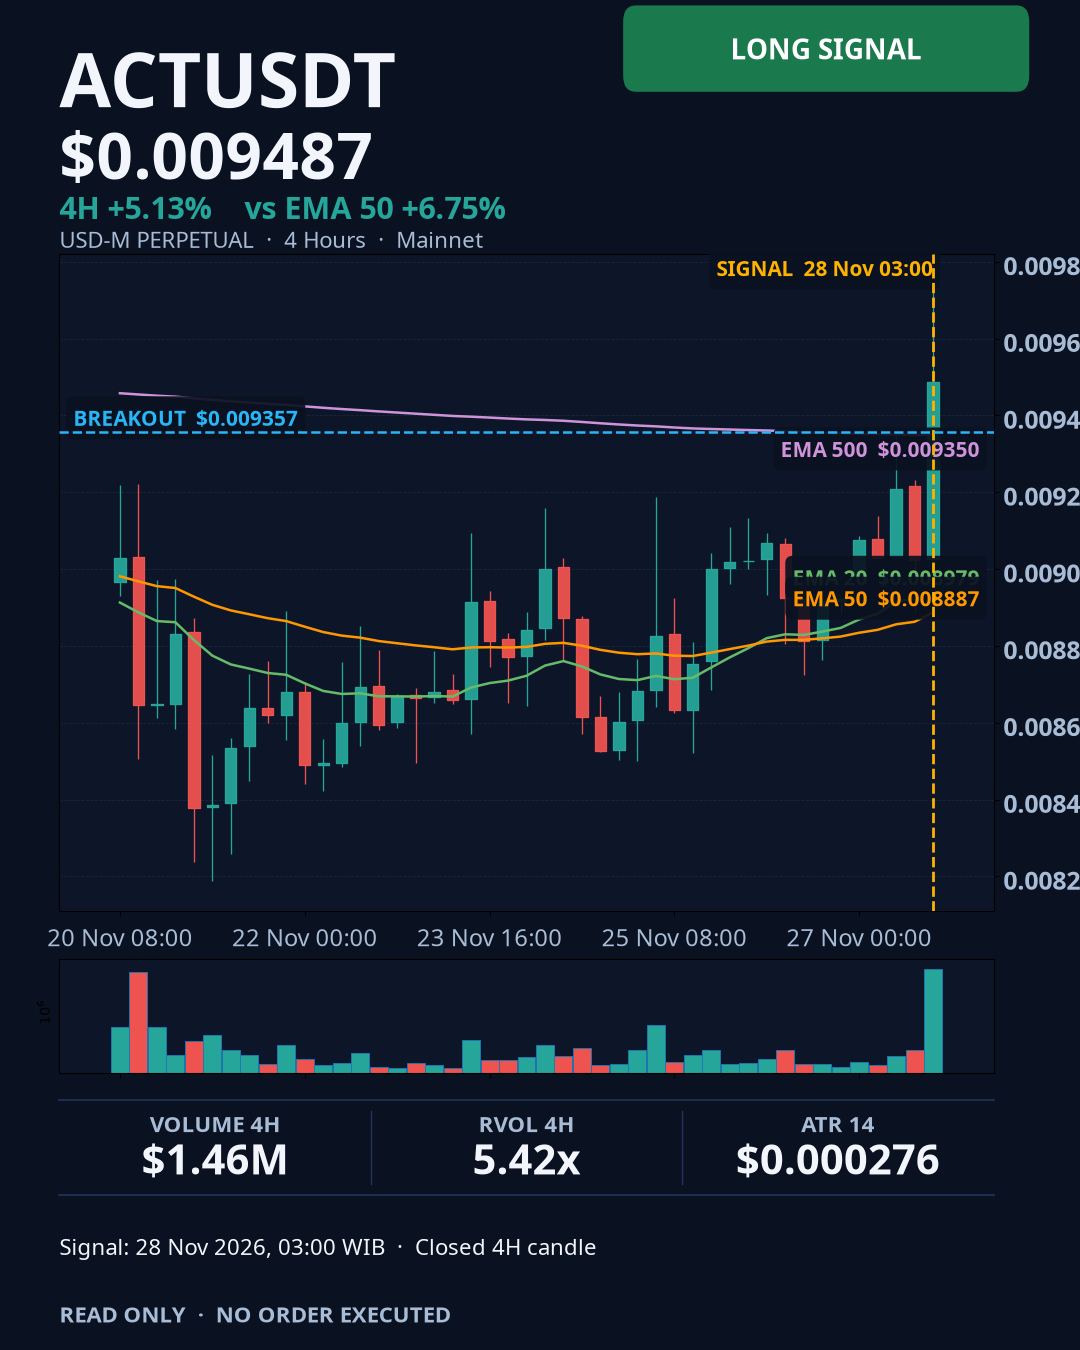 LONG SIGNAL
ACTUSDT
$0.009487
4H +5.13% vs EMA 50 +6.75%
USD-M PERPETUAL · 4 Hours · Mainnet
SIGNAL 28 Nov 03:00
0.0098
0.0096
BREAKOUT $0.009357
0.0094
EMA 500 $0.009350
0.0092
0.0090
EMA 20 $0.008979
EMA 50 $0.008887
0.0088
0.0086
0.0084
0.0082
20 Nov 08:00 22 Nov 00:00 23 Nov 16:00 25 Nov 08:00 27 Nov 00:00
10⁶
VOLUME 4H RVOL 4H ATR 14
$1.46M 5.42x $0.000276
Signal: 28 Nov 2026, 03:00 WIB · Closed 4H candle
READ ONLY · NO ORDER EXECUTED